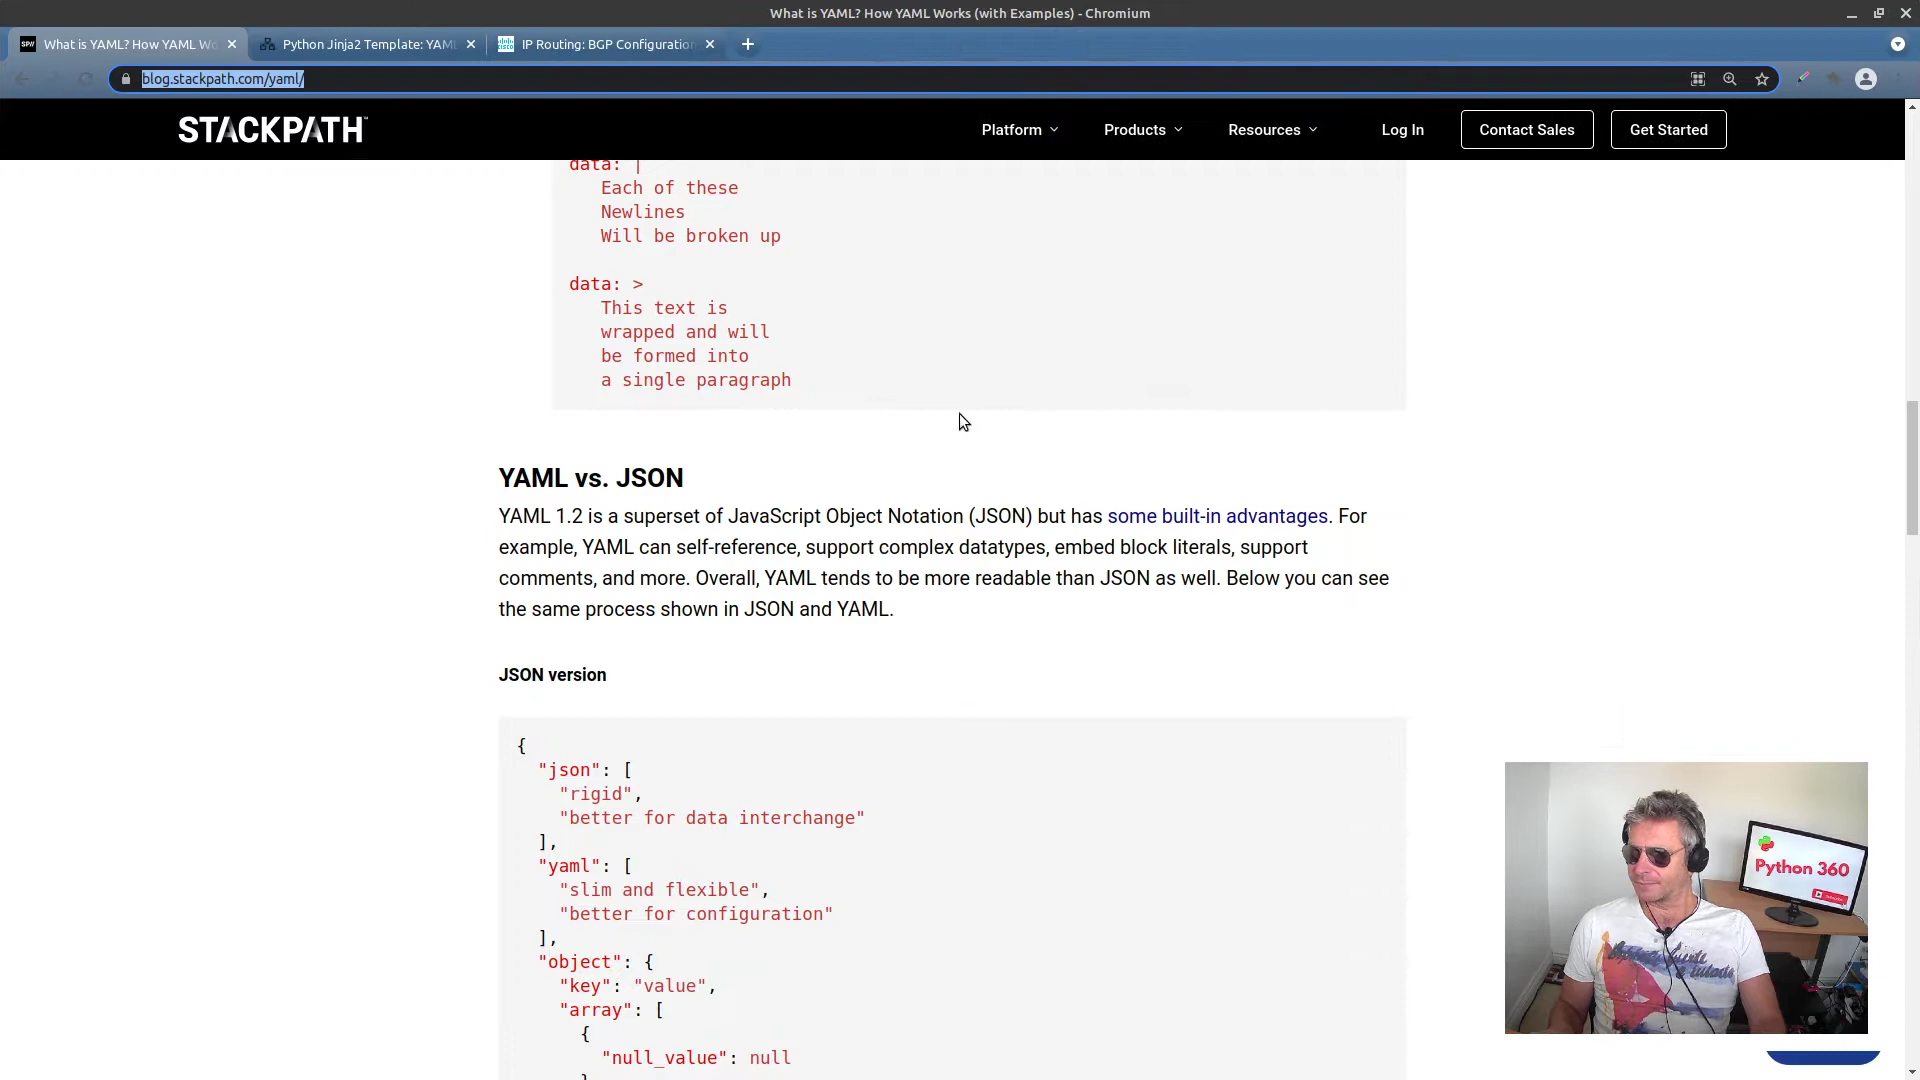 What is YAML? How YAML Works (with Examples) - Chromium
What is YAML? How YAML Wo
Python Jinja2 Template: YAML
IP Routing: BGP Configuration
blog.stackpath.com/yaml/
STACKPATH
Platform
Products
Resources
Log In
Contact Sales
Get Started
data: |
Each of these
Newlines
Will be broken up
data: >
This text is
wrapped and will
be formed into
a single paragraph
YAML vs. JSON
YAML 1.2 is a superset of JavaScript Object Notation (JSON) but has some built-in advantages. For
example, YAML can self-reference, support complex datatypes, embed block literals, support
comments, and more. Overall, YAML tends to be more readable than JSON as well. Below you can see
the same process shown in JSON and YAML.
JSON version
{
"json": [
"rigid",
"better for data interchange"
],
"yaml": [
"slim and flexible",
"better for configuration"
],
"object": {
"key": "value",
"array": [
{
"null_value": null
Python 360